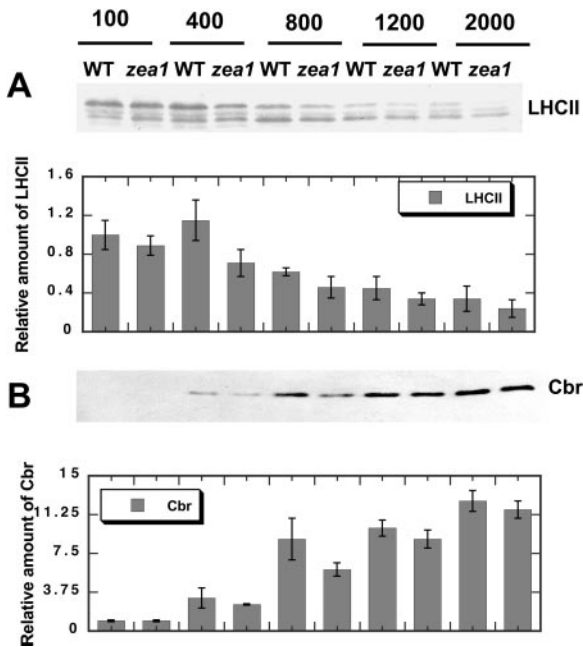 100 400 800 1200 2000
WT zea1 WT zea1 WT zea1 WT zea1 WT zea1
A
LHCII
Relative amount of LHCII
1.6
1.2
0.8
0.4
0
LHCII
B
Cbr
Relative amount of Cbr
15
11.25
7.5
3.75
0
Cbr